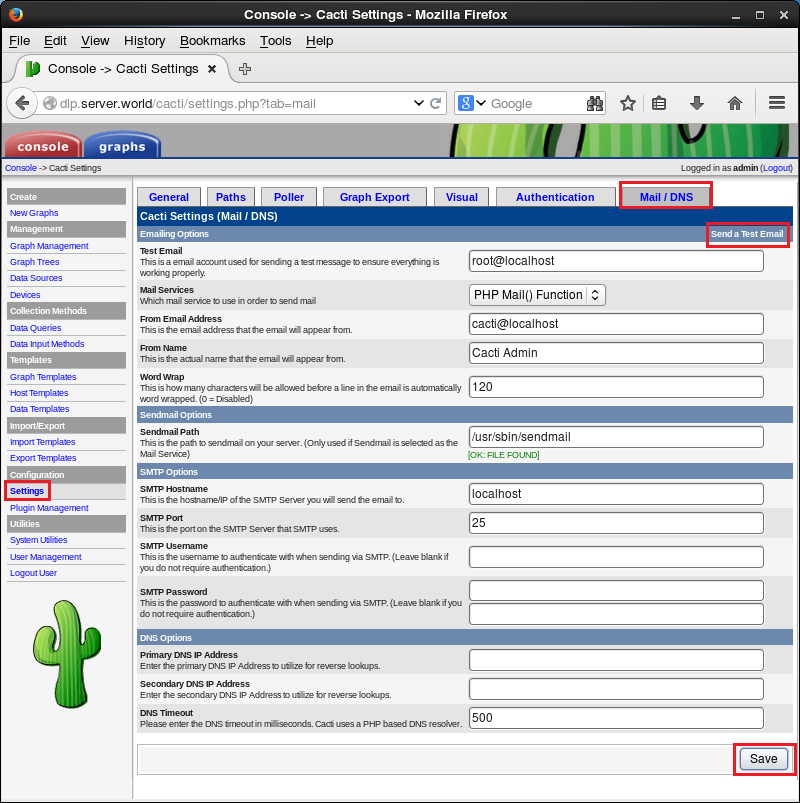 Console -> Cacti Settings - Mozilla Firefox
File Edit View History Bookmarks Tools Help
Console -> Cacti Settings
dlp.server.world/cacti/settings.php?tab=mail
Google
console graphs
Console -> Cacti Settings
Logged in as admin (Logout)
Create
New Graphs
Management
Graph Management
Graph Trees
Data Sources
Devices
Collection Methods
Data Queries
Data Input Methods
Templates
Graph Templates
Host Templates
Data Templates
Import/Export
Import Templates
Export Templates
Configuration
Settings
Plugin Management
Utilities
System Utilities
User Management
Logout User
General Paths Poller Graph Export Visual Authentication Mail / DNS
Cacti Settings (Mail / DNS)
Emailing Options
Send a Test Email
Test Email
This is a email account used for sending a test message to ensure everything is
working properly.
root@localhost
Mail Services
Which mail service to use in order to send mail
PHP Mail() Function
From Email Address
This is the email address that the email will appear from.
cacti@localhost
From Name
This is the actual name that the email will appear from.
Cacti Admin
Word Wrap
This is how many characters will be allowed before a line in the email is automatically
word wrapped. (0 = Disabled)
120
Sendmail Options
Sendmail Path
This is the path to sendmail on your server. (Only used if Sendmail is selected as the
Mail Service)
/usr/sbin/sendmail
[OK: FILE FOUND]
SMTP Options
SMTP Hostname
This is the hostname/IP of the SMTP Server you will send the email to.
localhost
SMTP Port
This is the port on the SMTP Server that SMTP uses.
25
SMTP Username
This is the username to authenticate with when sending via SMTP. (Leave blank if
you do not require authentication.)
SMTP Password
This is the password to authenticate with when sending via SMTP. (Leave blank if you
do not require authentication.)
DNS Options
Primary DNS IP Address
Enter the primary DNS IP Address to utilize for reverse lookups.
Secondary DNS IP Address
Enter the secondary DNS IP Address to utilize for reverse lookups.
DNS Timeout
Please enter the DNS timeout in milliseconds. Cacti uses a PHP based DNS resolver.
500
Save